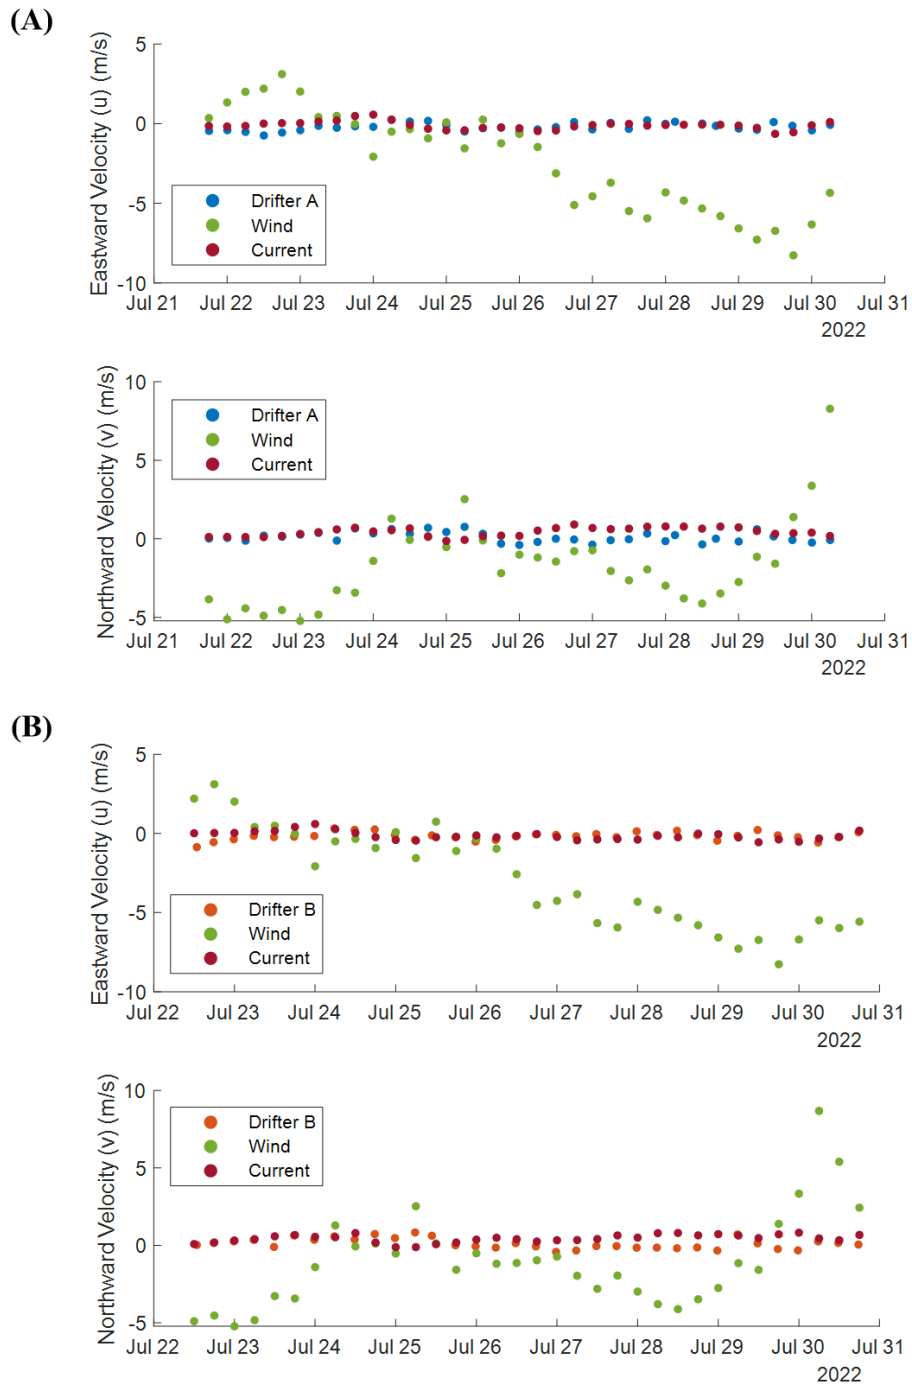 (A)
Eastward Velocity (u) (m/s)
5
0
-5
-10
Drifter A
Wind
Current
Jul 21 Jul 22 Jul 23 Jul 24 Jul 25 Jul 26 Jul 27 Jul 28 Jul 29 Jul 30 Jul 31
2022
Northward Velocity (v) (m/s)
10
5
0
-5
Drifter A
Wind
Current
Jul 21 Jul 22 Jul 23 Jul 24 Jul 25 Jul 26 Jul 27 Jul 28 Jul 29 Jul 30 Jul 31
2022
(B)
Eastward Velocity (u) (m/s)
5
0
-5
-10
Drifter B
Wind
Current
Jul 22 Jul 23 Jul 24 Jul 25 Jul 26 Jul 27 Jul 28 Jul 29 Jul 30 Jul 31
2022
Northward Velocity (v) (m/s)
10
5
0
-5
Drifter B
Wind
Current
Jul 22 Jul 23 Jul 24 Jul 25 Jul 26 Jul 27 Jul 28 Jul 29 Jul 30 Jul 31
2022